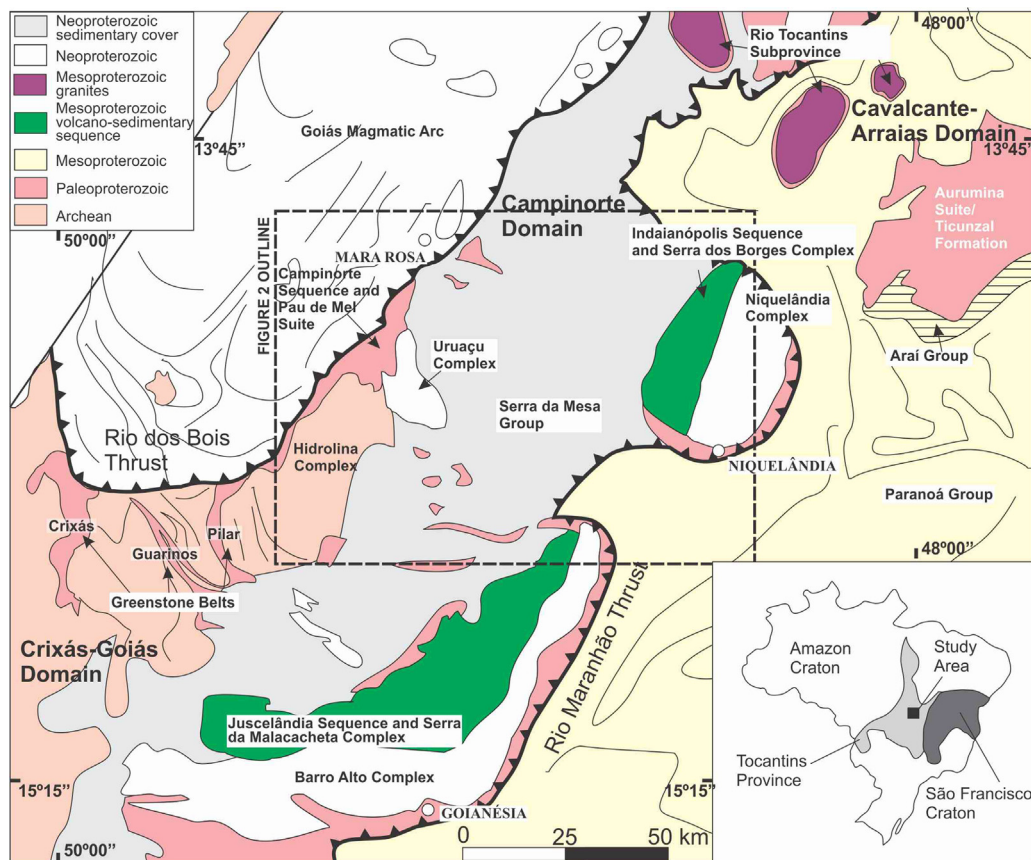 Neoproterozoic
sedimentary cover
Neoproterozoic
Mesoproterozoic
granites
Mesoproterozoic
volcano-sedimentary
sequence
Mesoproterozoic
Paleoproterozoic
Archean
48°00’’
Rio Tocantins
Subprovince
Cavalcante-
Arraias Domain
Goiás Magmatic Arc
13°45’’
13°45’’
Aurumina
Suite/
Ticunzal
Formation
50°00’’
Campinorte
Domain
FIGURE 2 OUTLINE
MARA ROSA
Indaianópolis Sequence
and Serra dos Borges Complex
Campinorte
Sequence and
Pau de Mel
Suite
Niquelândia
Complex
Uruaçu
Complex
Araí Group
Serra da Mesa
Group
Rio dos Bois
Thrust
Hidrolina
Complex
NIQUELÂNDIA
Paranoá Group
Crixás
Pilar
Guarinos
48°00’’
Greenstone Belts
Crixás-Goiás
Domain
Rio Maranhão Thrust
Amazon
Craton
Study
Area
Juscelândia Sequence and Serra
da Malacacheta Complex
Tocantins
Province
Barro Alto Complex
15°15’’
15°15’’
São Francisco
Craton
GOIANÉSIA
0 25 50 km
50°00’’